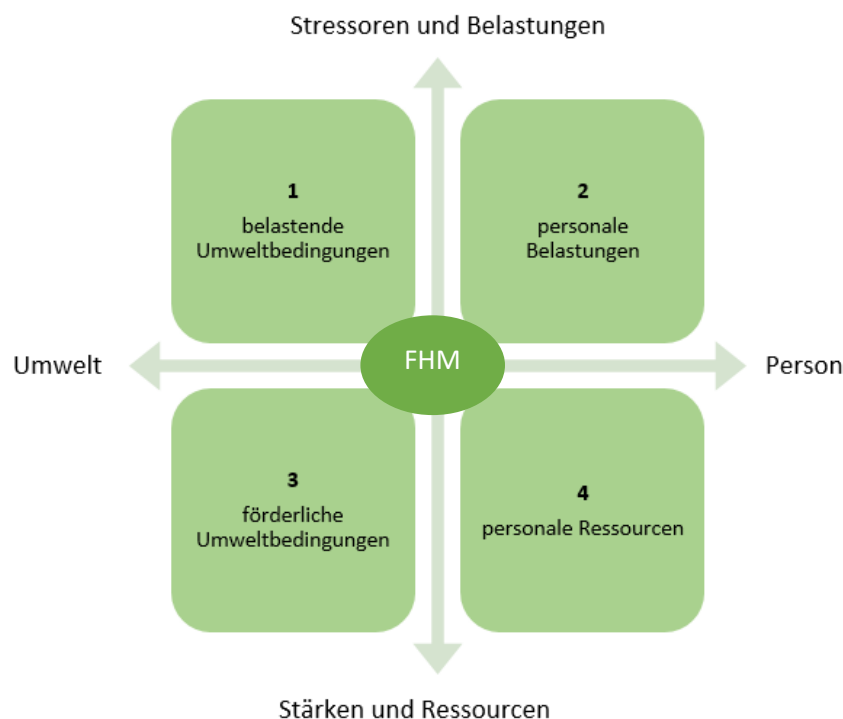 Stressoren und Belastungen
1
belastende
Umweltbedingungen
2
personale
Belastungen
Umwelt
FHM
Person
3
förderliche
Umweltbedingungen
4
personale Ressourcen
Stärken und Ressourcen